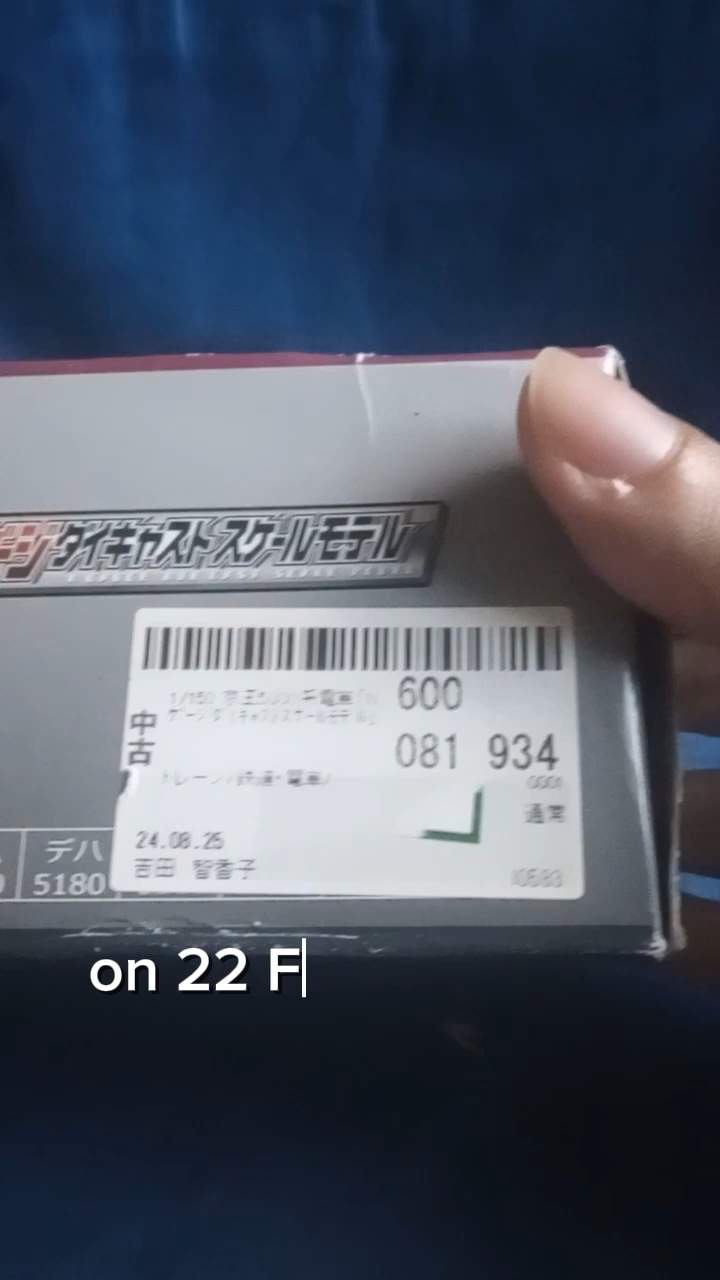 ダイキャストスケールモデル
中古
600
081 934
0001
通常
24.08.25
吉田 智香子
10583
デハ
5180
on 22 F